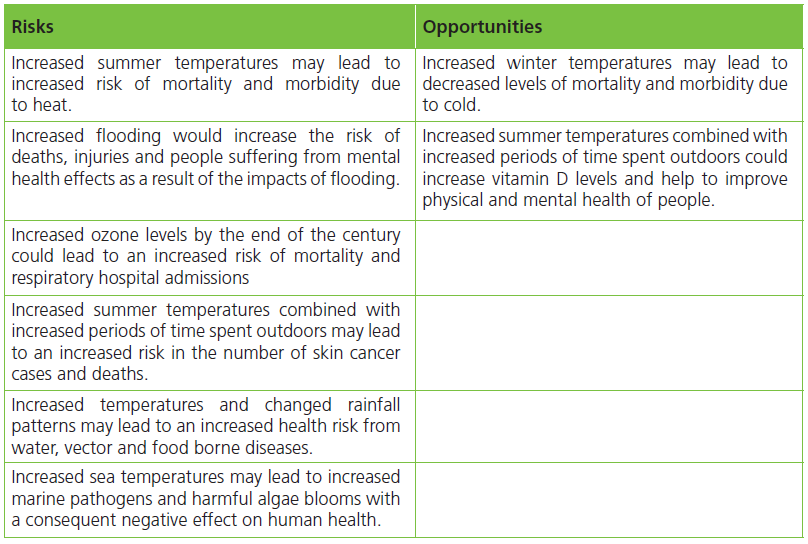 Risks
Opportunities
Increased summer temperatures may lead to
increased risk of mortality and morbidity due
to heat.
Increased winter temperatures may lead to
decreased levels of mortality and morbidity due
to cold.
Increased flooding would increase the risk of
deaths, injuries and people suffering from mental
health effects as a result of the impacts of flooding.
Increased summer temperatures combined with
increased periods of time spent outdoors could
increase vitamin D levels and help to improve
physical and mental health of people.
Increased ozone levels by the end of the century
could lead to an increased risk of mortality and
respiratory hospital admissions
Increased summer temperatures combined with
increased periods of time spent outdoors may lead
to an increased risk in the number of skin cancer
cases and deaths.
Increased temperatures and changed rainfall
patterns may lead to an increased health risk from
water, vector and food borne diseases.
Increased sea temperatures may lead to increased
marine pathogens and harmful algae blooms with
a consequent negative effect on human health.